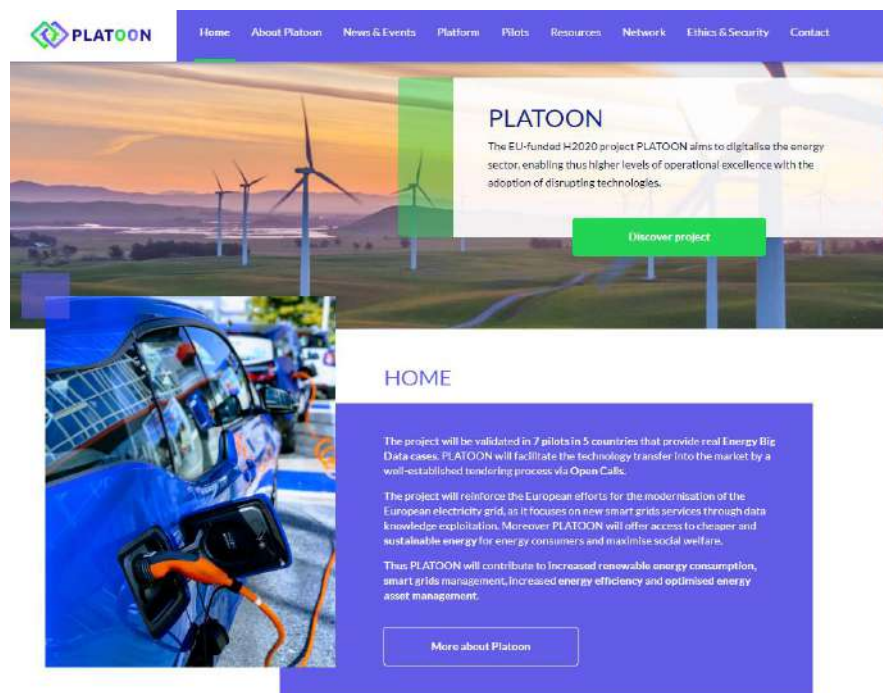 PLATOON
Home About Platoon News & Events Platform Pilots Resources Network Ethics & Security Contact
PLATOON
The EU-funded H2020 project PLATOON aims to digitalise the energy
sector, enabling thus higher levels of operational excellence with the
adoption of disrupting technologies.
Discover project
HOME
The project will be validated in 7 pilots in 5 countries that provide real Energy Big
Data cases. PLATOON will facilitate the technology transfer into the market by a
well-established tendering process via Open Calls.
The project will reinforce the European efforts for the modernisation of the
European electricity grid, as it focuses on new smart grids services through data
knowledge exploitation. Moreover PLATOON will offer access to cheaper and
sustainable energy for energy consumers and maximise social welfare.
Thus PLATOON will contribute to increased renewable energy consumption,
smart grids management, increased energy efficiency and optimised energy
asset management.
More about Platoon